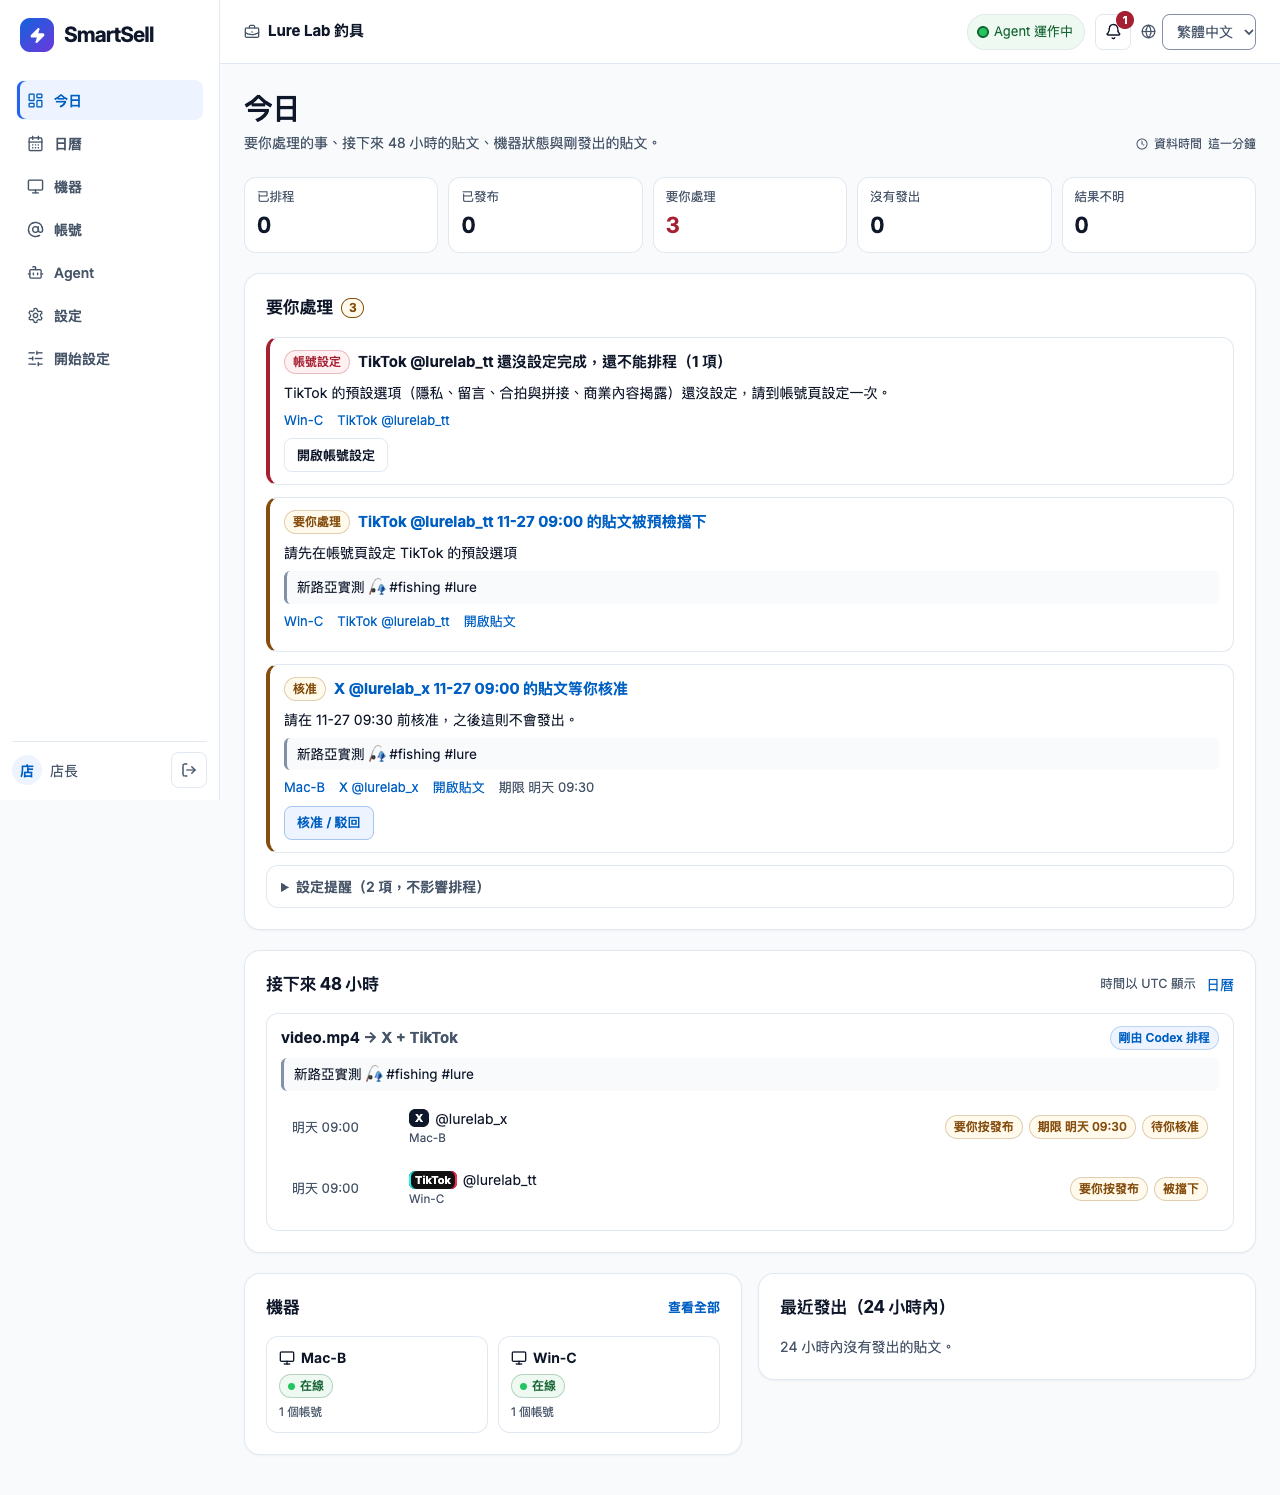 SmartSell
Lure Lab 釣具
Agent 運作中
1
繁體中文
今日
日曆
機器
帳號
Agent
設定
開始設定
店
店長
今日
要你處理的事、接下來 48 小時的貼文、機器狀態與剛發出的貼文。
資料時間 這一分鐘
已排程
0
已發布
0
要你處理
3
沒有發出
0
結果不明
0
要你處理 3
帳號設定 TikTok @lurelab_tt 還沒設定完成，還不能排程（1 項）
TikTok 的預設選項（隱私、留言、合拍與拼接、商業內容揭露）還沒設定，請到帳號頁設定一次。
Win-C TikTok @lurelab_tt
開啟帳號設定
要你處理 TikTok @lurelab_tt 11-27 09:00 的貼文被預檢擋下
請先在帳號頁設定 TikTok 的預設選項
新路亞實測 🎣 #fishing #lure
Win-C TikTok @lurelab_tt 開啟貼文
核准 X @lurelab_x 11-27 09:00 的貼文等你核准
請在 11-27 09:30 前核准，之後這則不會發出。
新路亞實測 🎣 #fishing #lure
Mac-B X @lurelab_x 開啟貼文 期限 明天 09:30
核准 / 駁回
▶ 設定提醒（2 項，不影響排程）
接下來 48 小時
時間以 UTC 顯示 日曆
video.mp4 → X + TikTok
剛由 Codex 排程
新路亞實測 🎣 #fishing #lure
明天 09:00
X @lurelab_x
Mac-B
要你按發布 期限 明天 09:30 待你核准
明天 09:00
TikTok @lurelab_tt
Win-C
要你按發布 被擋下
機器
查看全部
Mac-B
在線
1 個帳號
Win-C
在線
1 個帳號
最近發出（24 小時內）
24 小時內沒有發出的貼文。